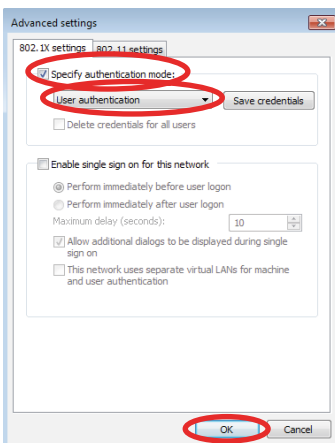 Advanced settings
802.1X settings 802.11 settings
Specify authentication mode:
User authentication Save credentials
Delete credentials for all users
Enable single sign on for this network
Perform immediately before user logon
Perform immediately after user logon
Maximum delay (seconds): 10
Allow additional dialogs to be displayed during single
sign on
This network uses separate virtual LANs for machine
and user authentication
OK Cancel